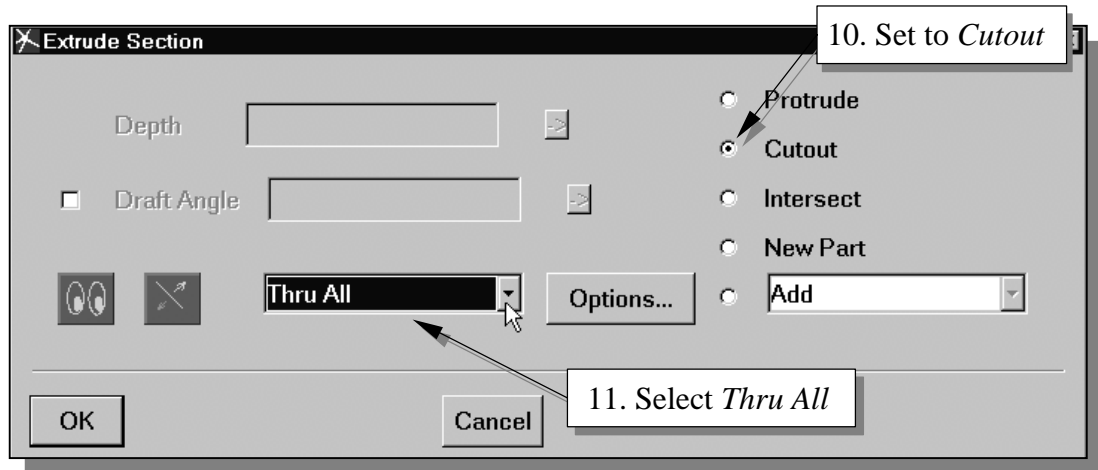 10. Set to Cutout
Extrude Section
Protrude
Depth
->
Cutout
Draft Angle
->
Intersect
New Part
Thru All
Options...
Add
11. Select Thru All
OK
Cancel